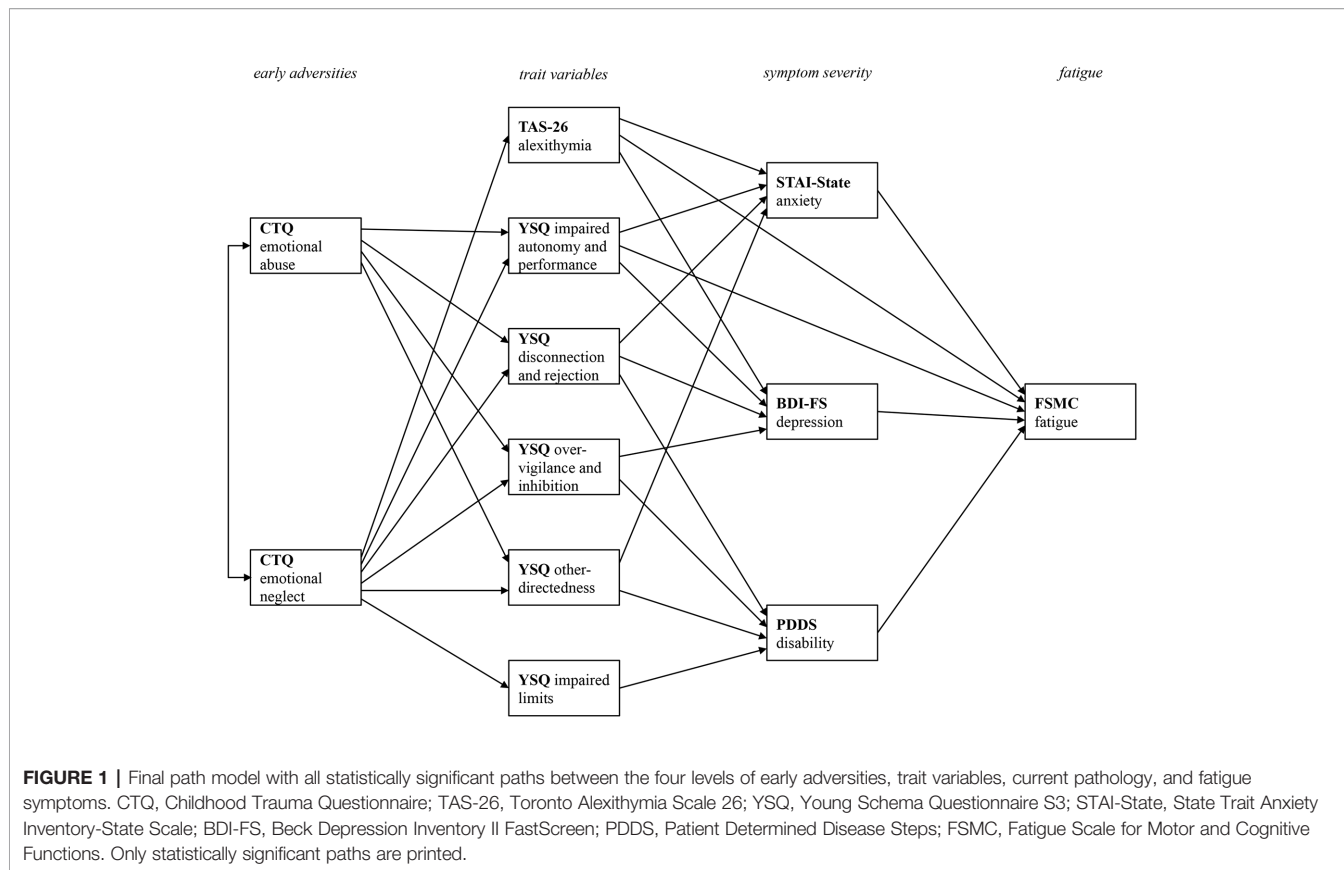 early adversities
trait variables
symptom severity
fatigue
TAS-26
alexithymia
STAI-State
anxiety
CTQ
emotional
abuse
YSQ impaired
autonomy and
performance
YSQ
disconnection
and rejection
BDI-FS
depression
FSMC
fatigue
YSQ over-
vigilance and
inhibition
CTQ
emotional
neglect
YSQ other-
directedness
PDDS
disability
YSQ impaired
limits
FIGURE 1 | Final path model with all statistically significant paths between the four levels of early adversities, trait variables, current pathology, and fatigue
symptoms. CTQ, Childhood Trauma Questionnaire; TAS-26, Toronto Alexithymia Scale 26; YSQ, Young Schema Questionnaire S3; STAI-State, State Trait Anxiety
Inventory-State Scale; BDI-FS, Beck Depression Inventory II FastScreen; PDDS, Patient Determined Disease Steps; FSMC, Fatigue Scale for Motor and Cognitive
Functions. Only statistically significant paths are printed.